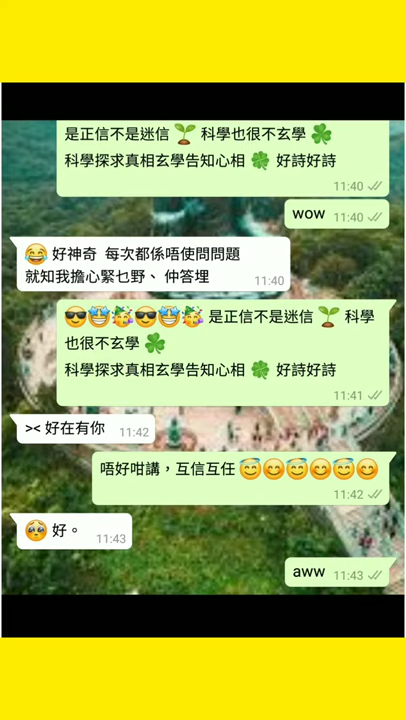 是正信不是迷信🌱 科學也很不玄學🍀
科學探求真相玄學告知心相🍀 好詩好詩
11:40
wow 11:40
😂 好神奇 每次都係唔使問問題
就知我擔心緊乜野、仲答埋
11:40
😎🤩🥳😎🤩🥳 是正信不是迷信🌱 科學
也很不玄學🍀
科學探求真相玄學告知心相🍀 好詩好詩
11:41
>< 好在有你 11:42
唔好咁講，互信互任😇😊😇😊😇😊
11:42
🥹 好。 11:43
aww 11:43